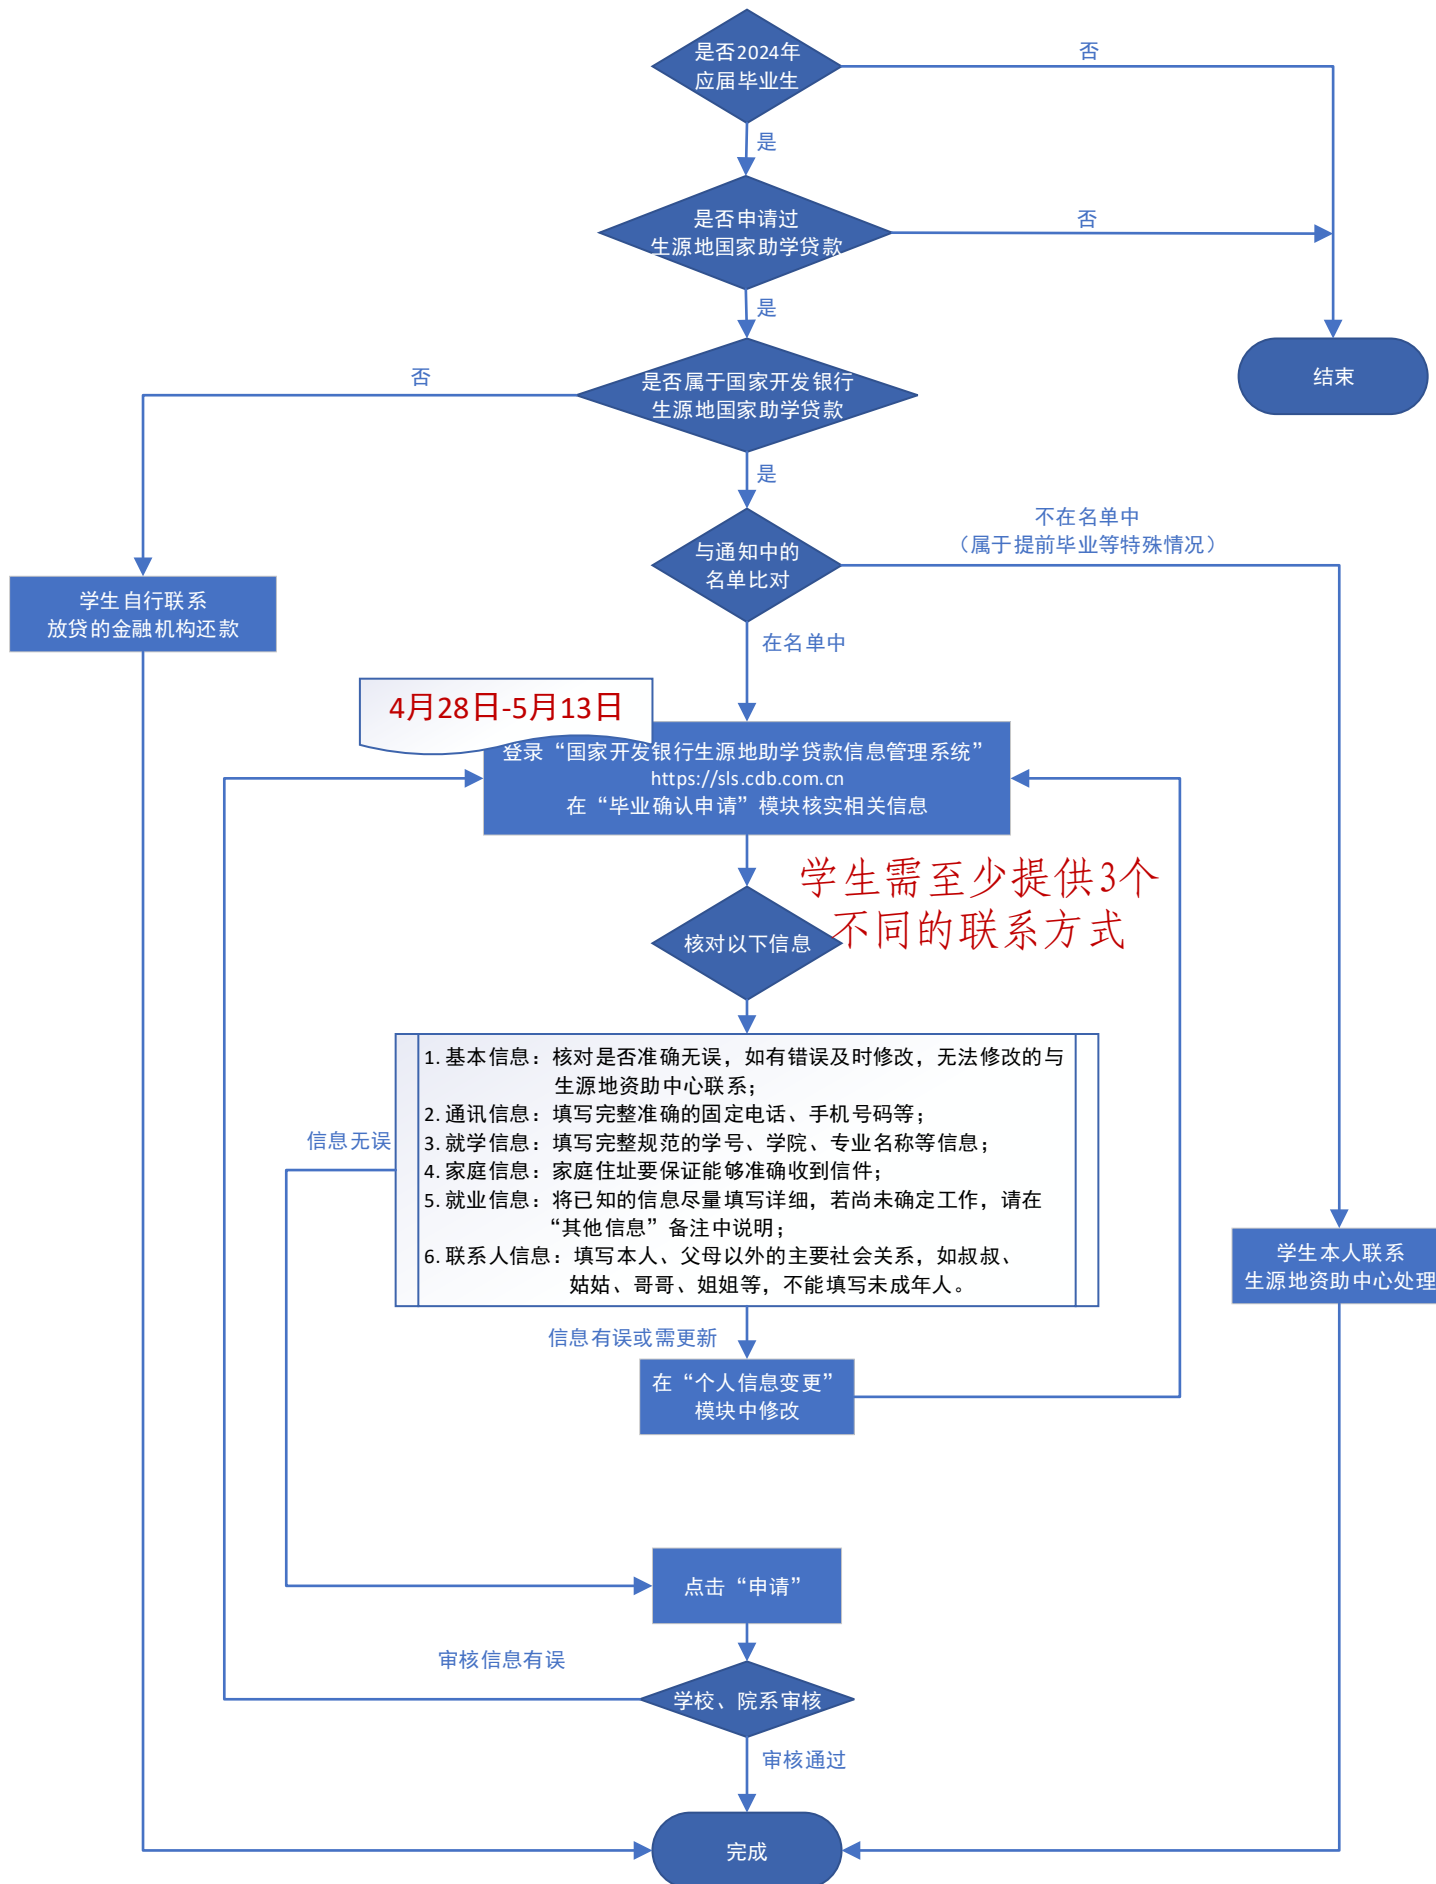 是否2024年
应届毕业生
否
是
是否申请过
生源地国家助学贷款
否
是
结束
否
是否属于国家开发银行
生源地国家助学贷款
是
不在名单中
（属于提前毕业等特殊情况）
与通知中的
名单比对
学生自行联系
放贷的金融机构还款
在名单中
4月28日-5月13日
登录“国家开发银行生源地助学贷款信息管理系统”
https://sls.cdb.com.cn
在“毕业确认申请”模块核实相关信息
学生需至少提供3个
不同的联系方式
核对以下信息
1. 基本信息：核对是否准确无误，如有错误及时修改，无法修改的与
生源地资助中心联系；
2. 通讯信息：填写完整准确的固定电话、手机号码等；
信息无误
3. 就学信息：填写完整规范的学号、学院、专业名称等信息；
4. 家庭信息：家庭住址要保证能够准确收到信件；
5. 就业信息：将已知的信息尽量填写详细，若尚未确定工作，请在
“其他信息”备注中说明；
6. 联系人信息：填写本人、父母以外的主要社会关系，如叔叔、
姑姑、哥哥、姐姐等，不能填写未成年人。
学生本人联系
生源地资助中心处理
信息有误或需更新
在“个人信息变更”
模块中修改
点击“申请”
审核信息有误
学校、院系审核
审核通过
完成